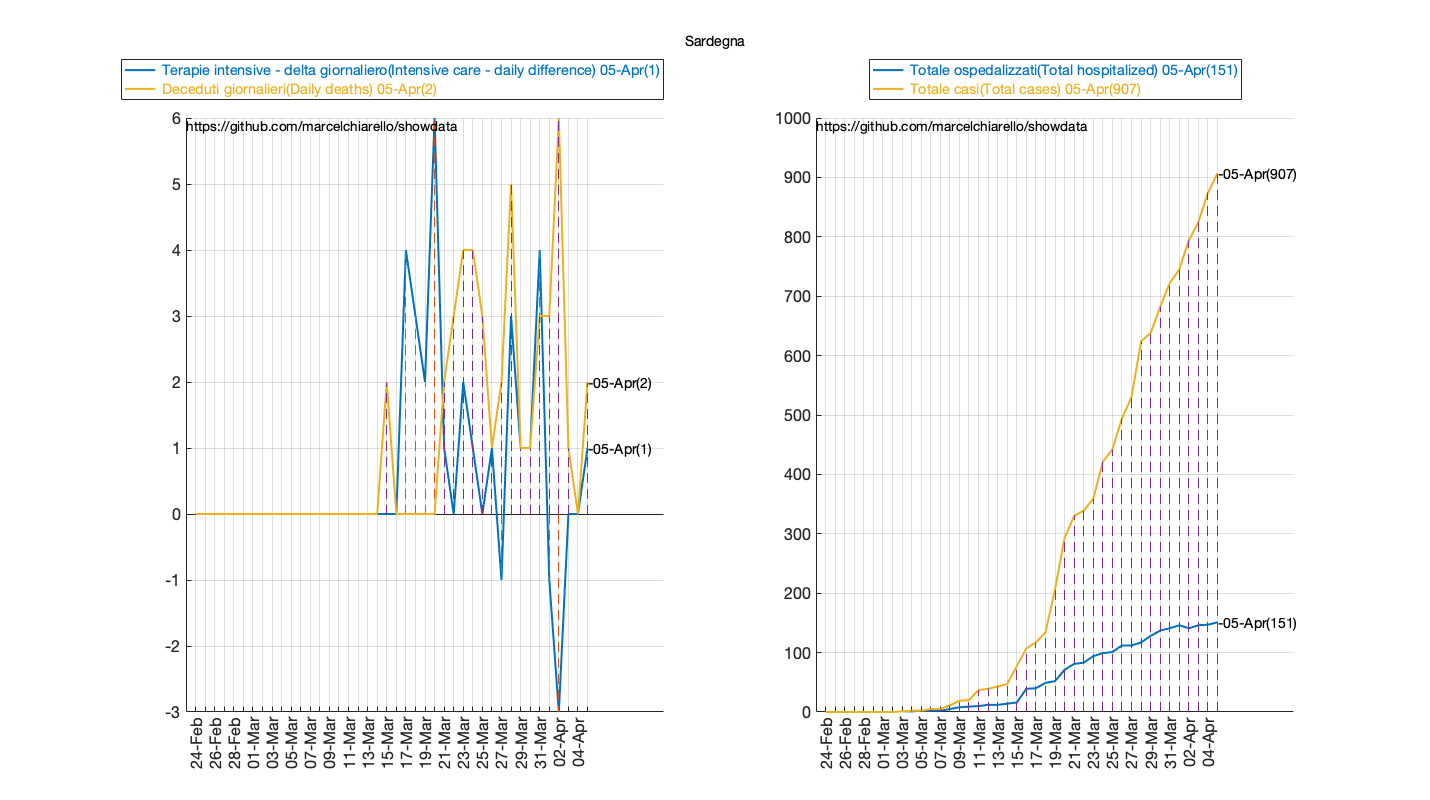 Sardegna
Terapie intensive - delta giornaliero(Intensive care - daily difference) 05-Apr(1)
Deceduti giornalieri(Daily deaths) 05-Apr(2)
6
https://github.com/marcelchiarello/showdata
5
4
3
2
-05-Apr(2)
1
-05-Apr(1)
0
-1
-2
-3
24-Feb
26-Feb
28-Feb
01-Mar
03-Mar
05-Mar
07-Mar
09-Mar
11-Mar
13-Mar
15-Mar
17-Mar
19-Mar
21-Mar
23-Mar
25-Mar
27-Mar
29-Mar
31-Mar
02-Apr
04-Apr
Totale ospedalizzati(Total hospitalized) 05-Apr(151)
Totale casi(Total cases) 05-Apr(907)
1000
https://github.com/marcelchiarello/showdata
900
-05-Apr(907)
800
700
600
500
400
300
200
-05-Apr(151)
100
0
24-Feb
26-Feb
28-Feb
01-Mar
03-Mar
05-Mar
07-Mar
09-Mar
11-Mar
13-Mar
15-Mar
17-Mar
19-Mar
21-Mar
23-Mar
25-Mar
27-Mar
29-Mar
31-Mar
02-Apr
04-Apr